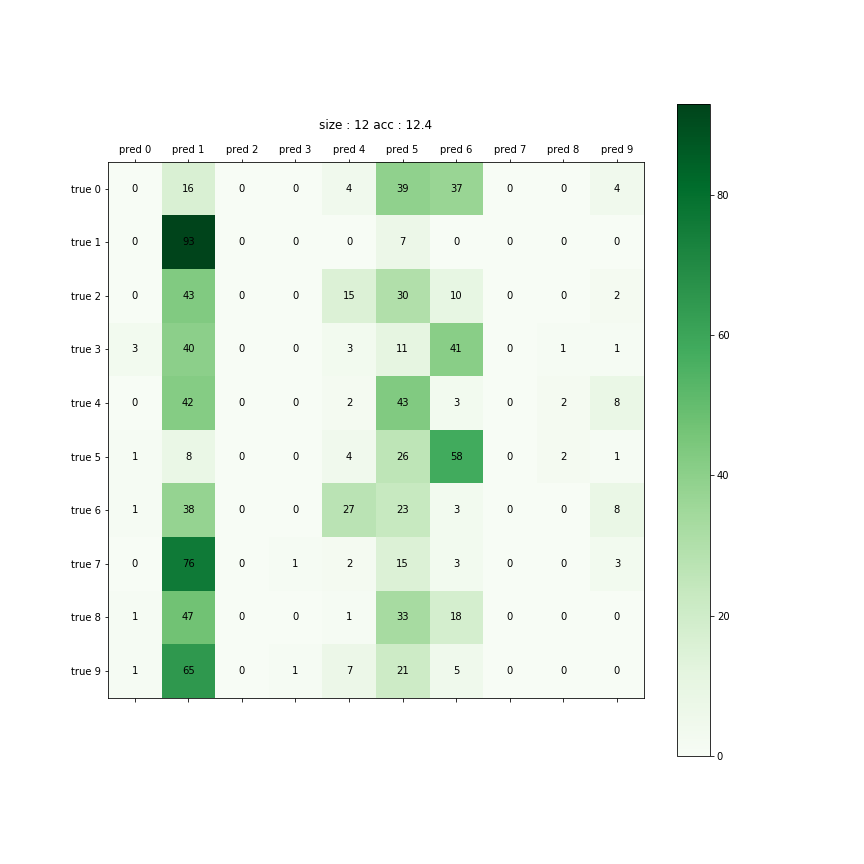 size : 12 acc : 12.4
pred 0 pred 1 pred 2 pred 3 pred 4 pred 5 pred 6 pred 7 pred 8 pred 9
true 0 0 16 0 0 4 39 37 0 0 4
true 1 0 93 0 0 0 7 0 0 0 0
true 2 0 43 0 0 15 30 10 0 0 2
true 3 3 40 0 0 3 11 41 0 1 1
true 4 0 42 0 0 2 43 3 0 2 8
true 5 1 8 0 0 4 26 58 0 2 1
true 6 1 38 0 0 27 23 3 0 0 8
true 7 0 76 0 1 2 15 3 0 0 3
true 8 1 47 0 0 1 33 18 0 0 0
true 9 1 65 0 1 7 21 5 0 0 0
80
60
40
20
0